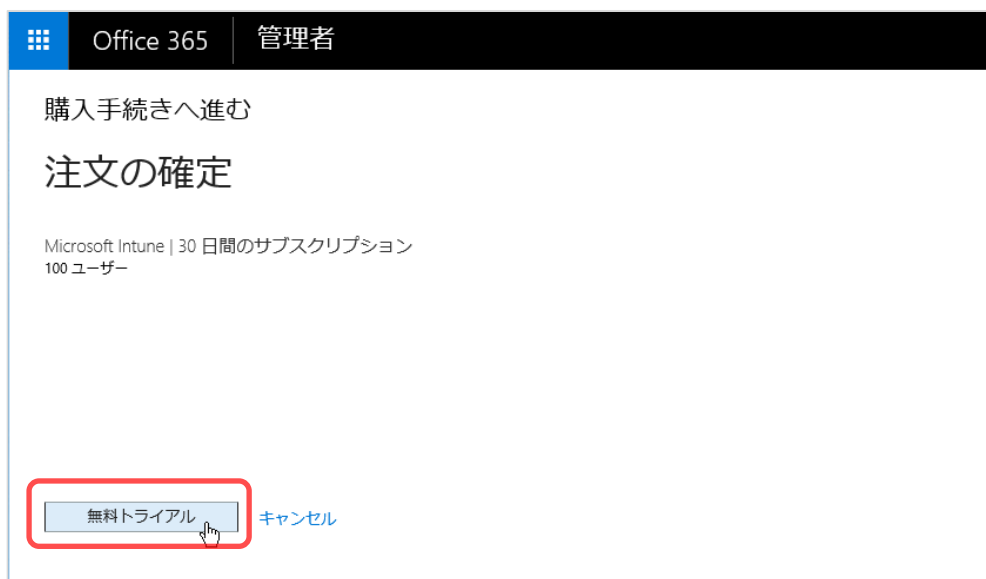 Office 365 管理者
購入手続きへ進む
注文の確定
Microsoft Intune | 30 日間のサブスクリプション
100 ユーザー
無料トライアル キャンセル